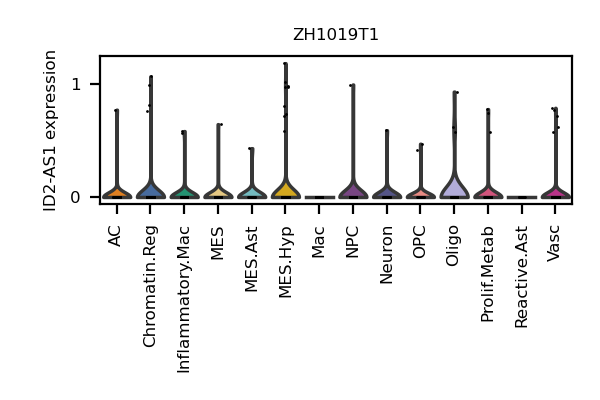 ZH1019T1
ID2-AS1 expression
1
0
AC
Chromatin.Reg
Inflammatory.Mac
MES
MES.Ast
MES.Hyp
Mac
NPC
Neuron
OPC
Oligo
Prolif.Metab
Reactive.Ast
Vasc